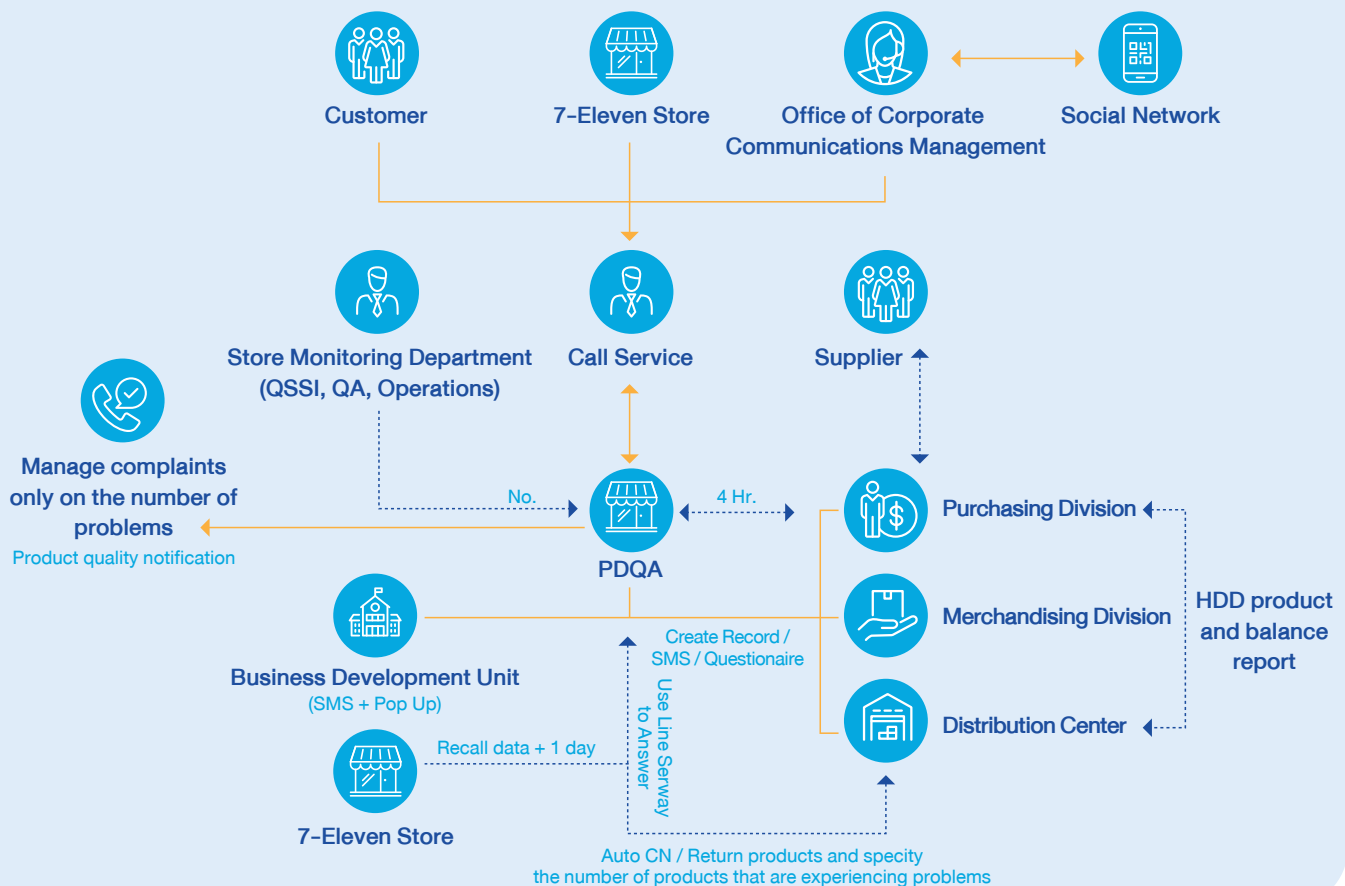 Customer
7-Eleven Store
Office of Corporate
Communications Management
Social Network
Store Monitoring Department
(QSSI, QA, Operations)
Call Service
Supplier
Manage complaints
only on the number of
problems
Product quality notification
No.
4 Hr.
PDQA
Purchasing Division
Merchandising Division
Distribution Center
HDD product
and balance
report
Business Development Unit
(SMS + Pop Up)
Create Record /
SMS / Questionaire
Use Line Serway
to Answer
Recall data + 1 day
7-Eleven Store
Auto CN / Return products and specity
the number of products that are experiencing problems